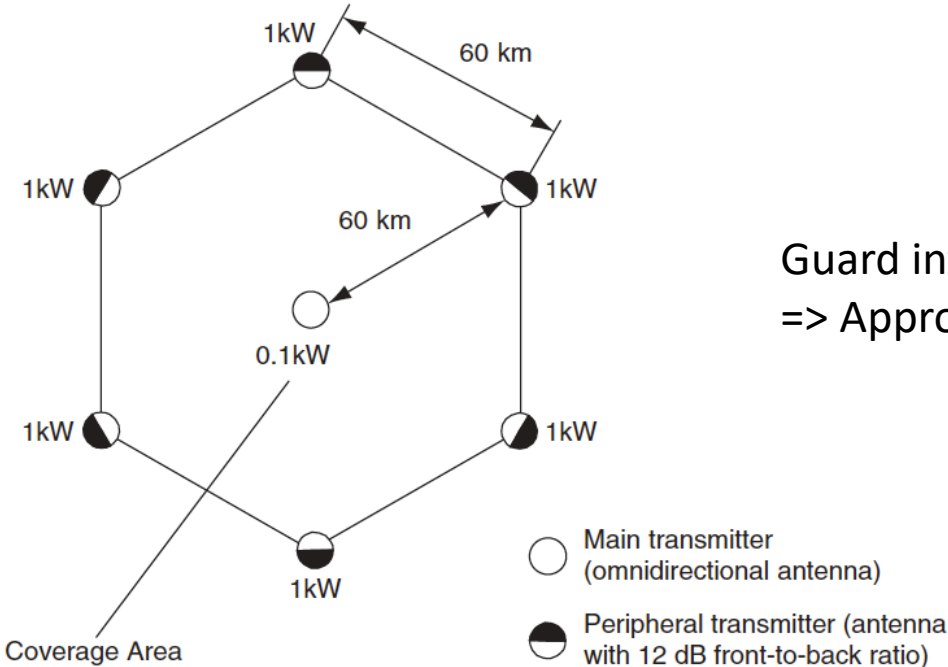 1kW
60 km
1kW
1kW
60 km
0.1kW
1kW
1kW
1kW
Guard in
=> Appro
Main transmitter
(omnidirectional antenna)
Peripheral transmitter (antenna
with 12 dB front-to-back ratio)
Coverage Area